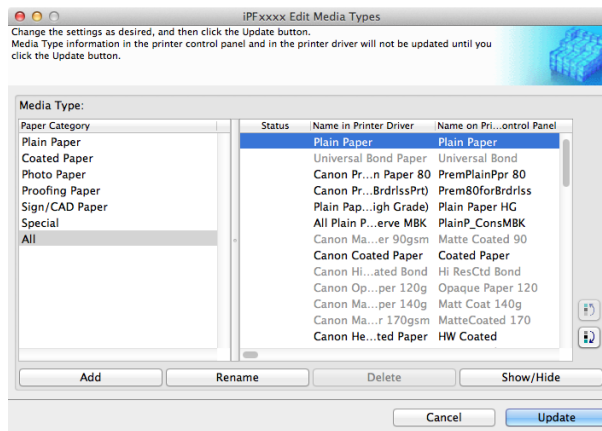 iPFxxxx Edit Media Types
Change the settings as desired, and then click the Update button.
Media Type information in the printer control panel and in the printer driver will not be updated until you
click the Update button.
Media Type:
Paper Category Status Name in Printer Driver Name on Pri...ontrol Panel
Plain Paper Plain Paper Plain Paper
Coated Paper Universal Bond Paper Universal Bond
Photo Paper Canon Pr...n Paper 80 PremPlainPpr 80
Proofing Paper Canon Pr...BrdrlssPrt) Prem80forBrdrlss
Sign/CAD Paper Plain Pap...igh Grade) Plain Paper HG
Special All Plain P...erve MBK PlainP_ConsMBK
All Canon Ma...er 90gsm Matte Coated 90
Canon Coated Paper Coated Paper
Canon Hi...ated Bond Hi ResCtd Bond
Canon Op...per 120g Opaque Paper 120
Canon Ma...per 140g Matt Coat 140g
Canon Ma...r 170gsm MatteCoated 170
Canon He...ted Paper HW Coated
Add Rename Delete Show/Hide
Cancel Update